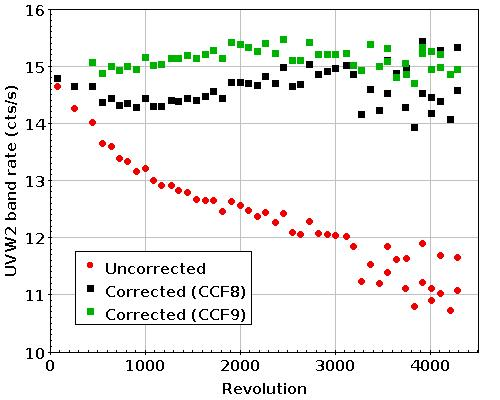 16
15
14
13
12
11
10
UVW2 band rate (cts/s)
Uncorrected
Corrected (CCF8)
Corrected (CCF9)
0
1000
2000
3000
4000
Revolution